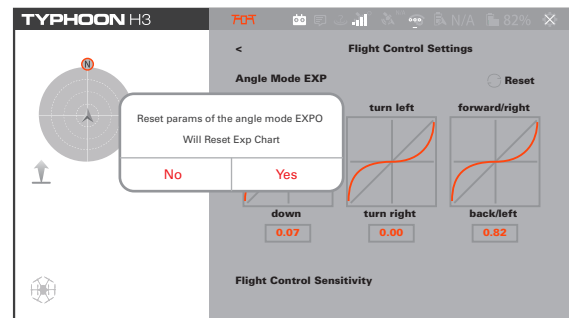 TYPHOON H3
N/A
82%
<
Flight Control Settings
Angle Mode EXP
Reset
N
Reset params of the angle mode EXPO
Will Reset Exp Chart
No
Yes
turn left
forward/right
down
turn right
back/left
0.07
0.00
0.82
Flight Control Sensitivity